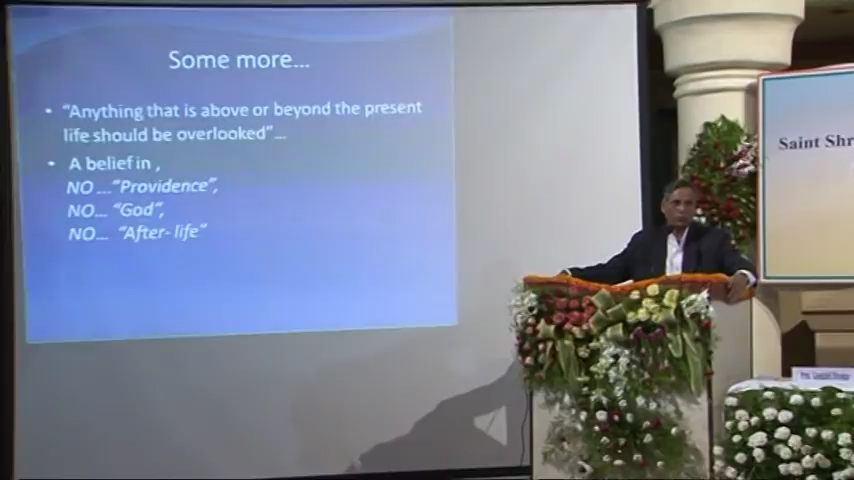 Some more...
• “Anything that is above or beyond the present
life should be overlooked”...
• A belief in ,
NO ...“Providence”,
NO... “God”,
NO... “After- life”
Saint Shr